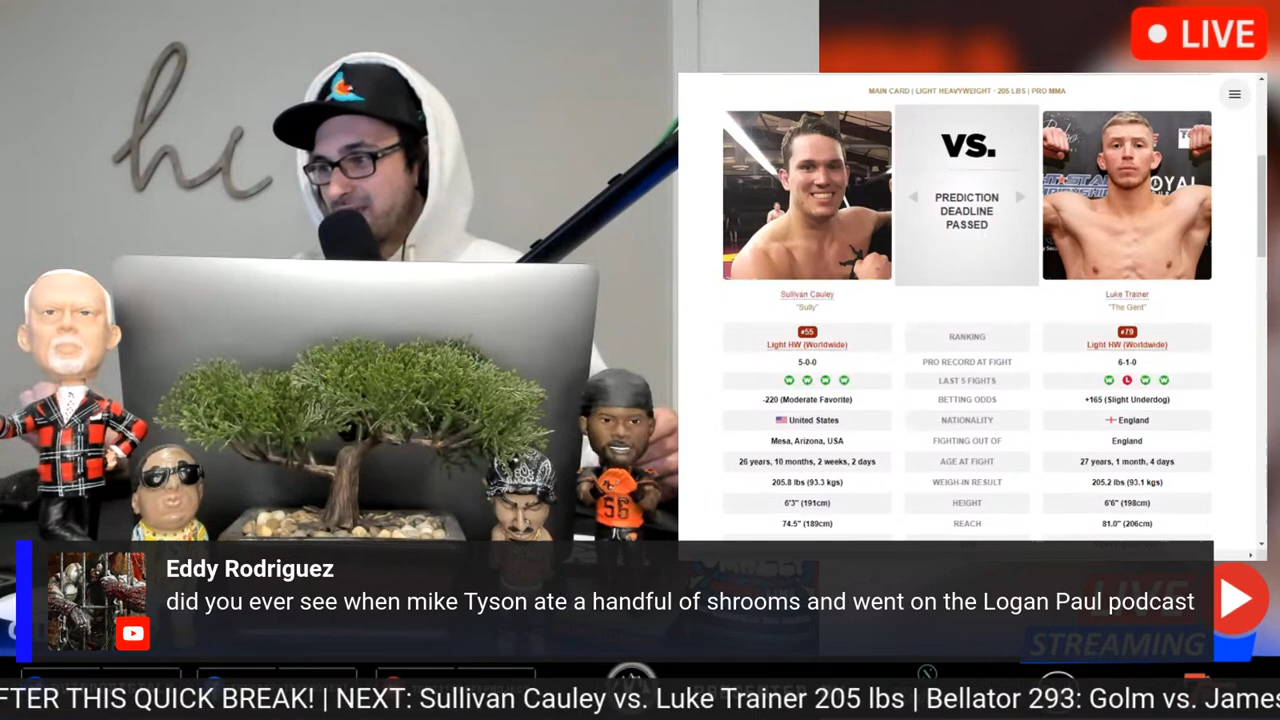 hi
LIVE
MAIN CARD | LIGHT HEAVYWEIGHT · 205 LBS | PRO MMA
VS.
PREDICTION
DEADLINE
PASSED
Sullivan Cauley
"Sully"
Luke Trainer
"The Gent"
#55
Light HW (Worldwide)
RANKING
#79
Light HW (Worldwide)
5-0-0
PRO RECORD AT FIGHT
6-1-0
W W W W
LAST 5 FIGHTS
W L W W
-220 (Moderate Favorite)
BETTING ODDS
+165 (Slight Underdog)
United States
NATIONALITY
England
Mesa, Arizona, USA
FIGHTING OUT OF
England
26 years, 10 months, 2 weeks, 2 days
AGE AT FIGHT
27 years, 1 month, 4 days
205.8 lbs (93.3 kgs)
WEIGH-IN RESULT
205.2 lbs (93.1 kgs)
6'3" (191cm)
HEIGHT
6'6" (198cm)
74.5" (189cm)
REACH
81.0" (206cm)
56
Eddy Rodriguez
did you ever see when mike Tyson ate a handful of shrooms and went on the Logan Paul podcast
LIVE
STREAMING
FTER THIS QUICK BREAK! | NEXT: Sullivan Cauley vs. Luke Trainer 205 lbs | Bellator 293: Golm vs. James